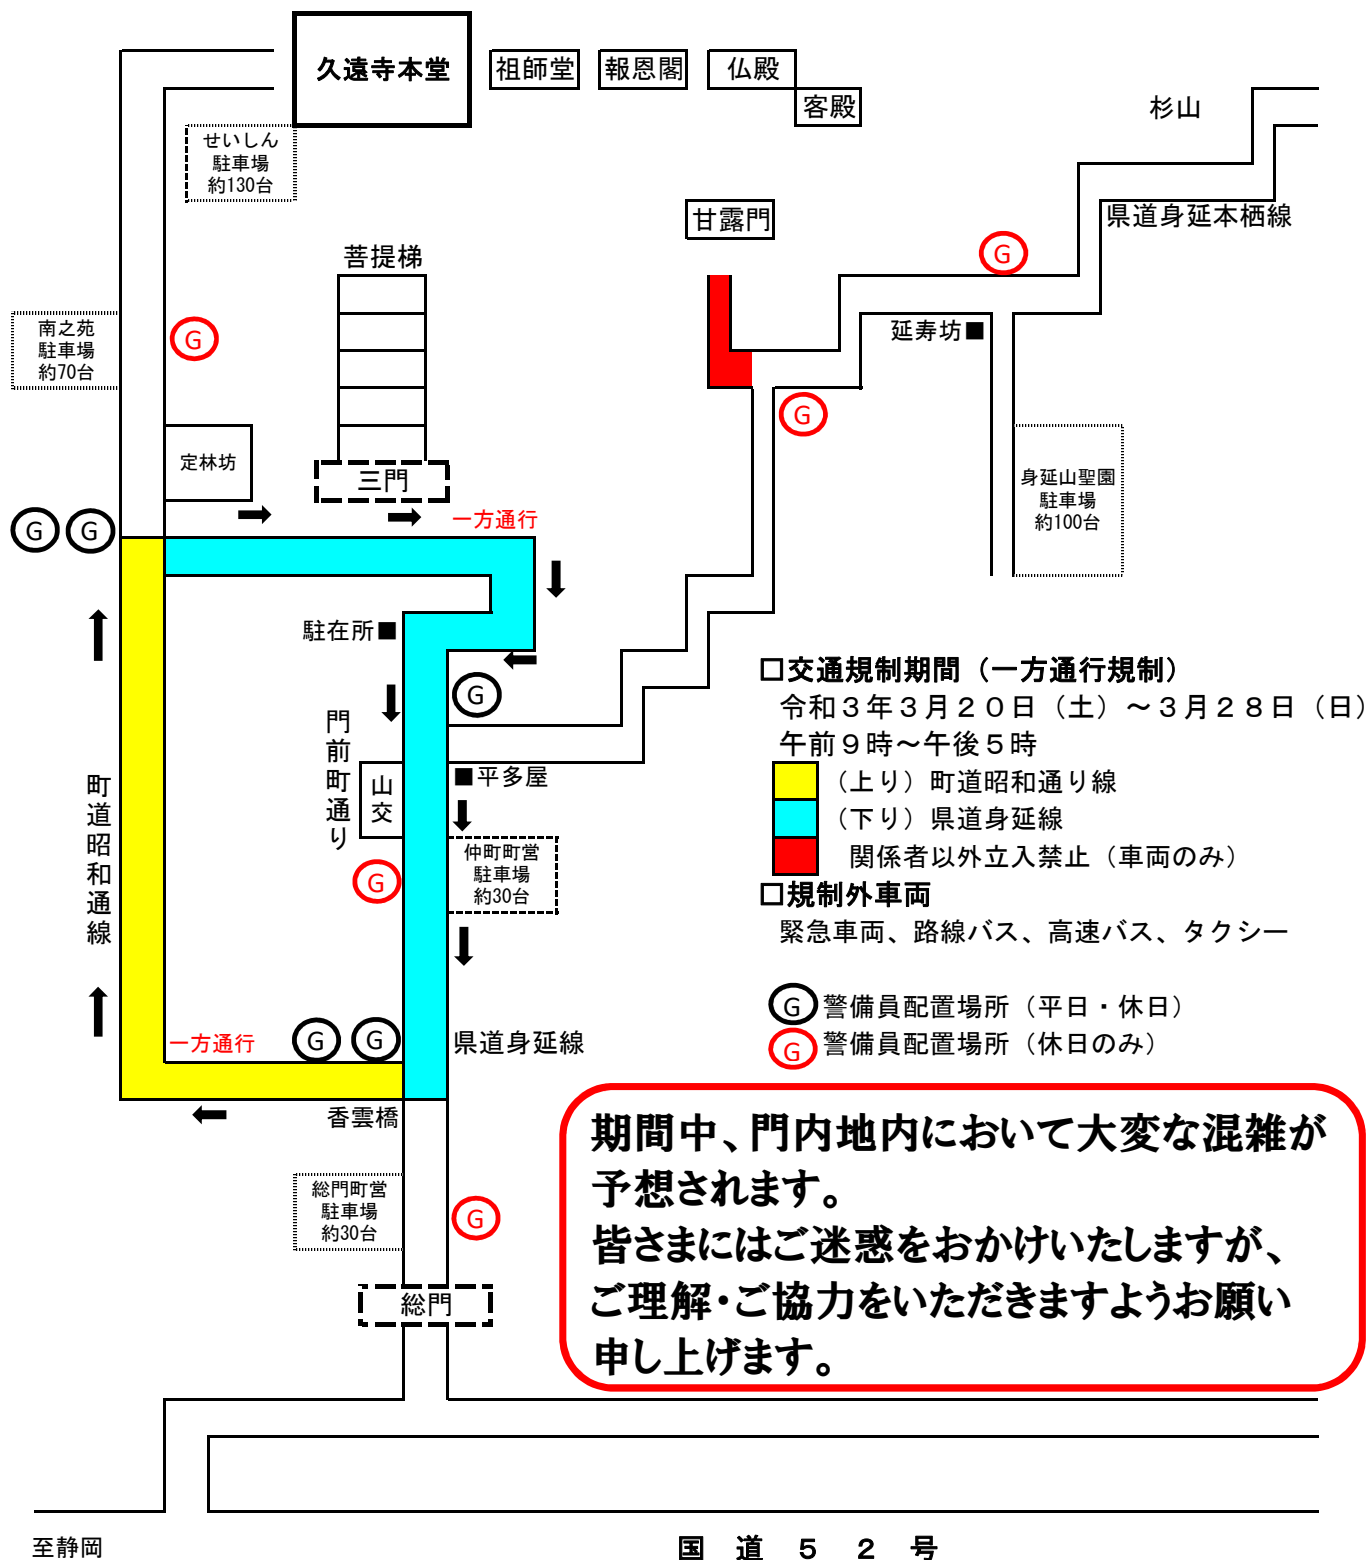 久遠寺本堂
祖師堂
報恩閣
仏殿
客殿
杉山
せいしん
駐車場
約130台
県道身延本栖線
甘露門
G
菩提梯
南之苑
駐車場
約70台
G
延寿坊■
G
定林坊
三門
身延山聖園
駐車場
約100台
G
G
一方通行
駐在所■
G
□交通規制期間（一方通行規制）
令和３年３月２０日（土）～３月２８日（日）
午前９時～午後５時
（上り）町道昭和通り線
（下り）県道身延線
関係者以外立入禁止（車両のみ）
□規制外車両
緊急車両、路線バス、高速バス、タクシー
G 警備員配置場所（平日・休日）
G 警備員配置場所（休日のみ）
門前町通り
山交
■平多屋
町道昭和通線
G
仲町町営
駐車場
約30台
一方通行
G
G
県道身延線
香雲橋
総門町営
駐車場
約30台
G
総門
期間中、門内地内において大変な混雑が
予想されます。
皆さまにはご迷惑をおかけいたしますが、
ご理解・ご協力をいただきますようお願い
申し上げます。
至静岡
国道５２号